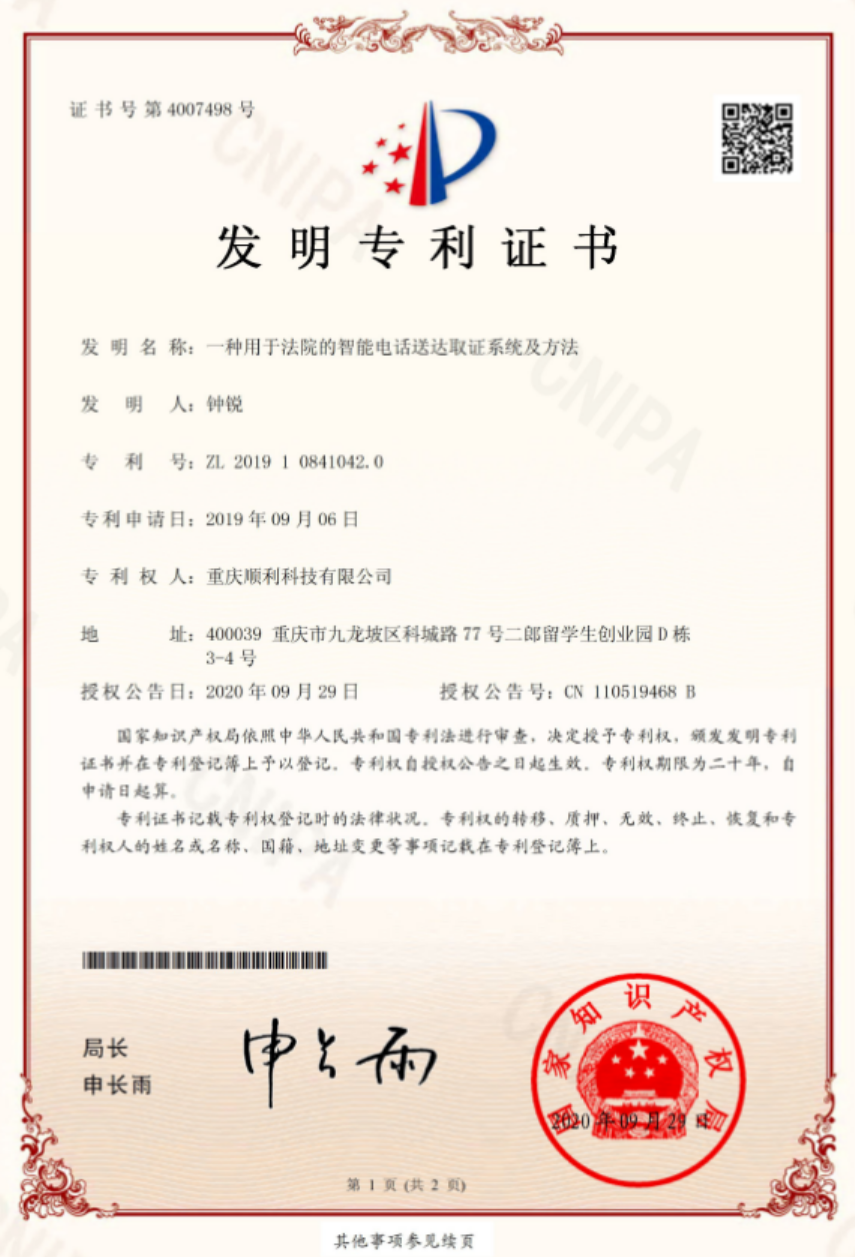 证书号第4007498号
发明专利证书
发明名称：一种用于法院的智能电话送达取证系统及方法
发明人：钟锐
专利号：ZL 2019 1 0841042.0
专利申请日：2019年09月06日
专利权人：重庆顺利科技有限公司
地址：400039 重庆市九龙坡区科城路77号二郎留学生创业园D栋
3-4号
授权公告日：2020年09月29日 授权公告号：CN 110519468 B
国家知识产权局依照中华人民共和国专利法进行审查，决定授予专利权，颁发发明专利
证书并在专利登记簿上予以登记。专利权自授权公告之日起生效。专利权期限为二十年，自
申请日起算。
专利证书记载专利权登记时的法律状况。专利权的转移、质押、无效、终止、恢复和专
利权人的姓名或名称、国籍、地址变更等事项记载在专利登记簿上。
局长
申长雨
申长雨
国家知识产权局
2020年09月29日
第 1 页 (共 2 页)
其他事项参见续页
CNIPA
CNIPA
CNIPA